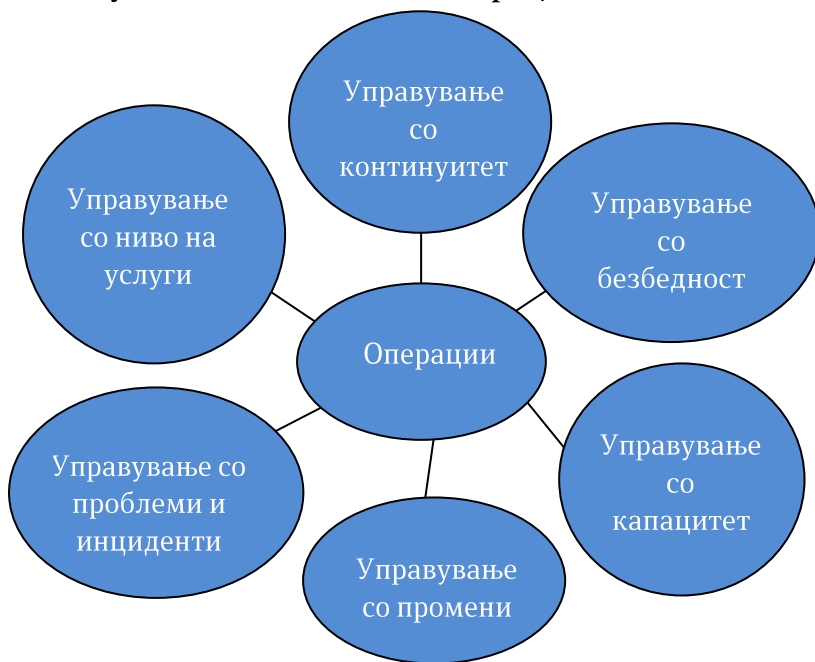 Управување
со
континуитет
Управување
со ниво на
услуги
Управување
со
безбедност
Операции
Управување со
проблеми и
инциденти
Управување
со
капацитет
Управување
со промени